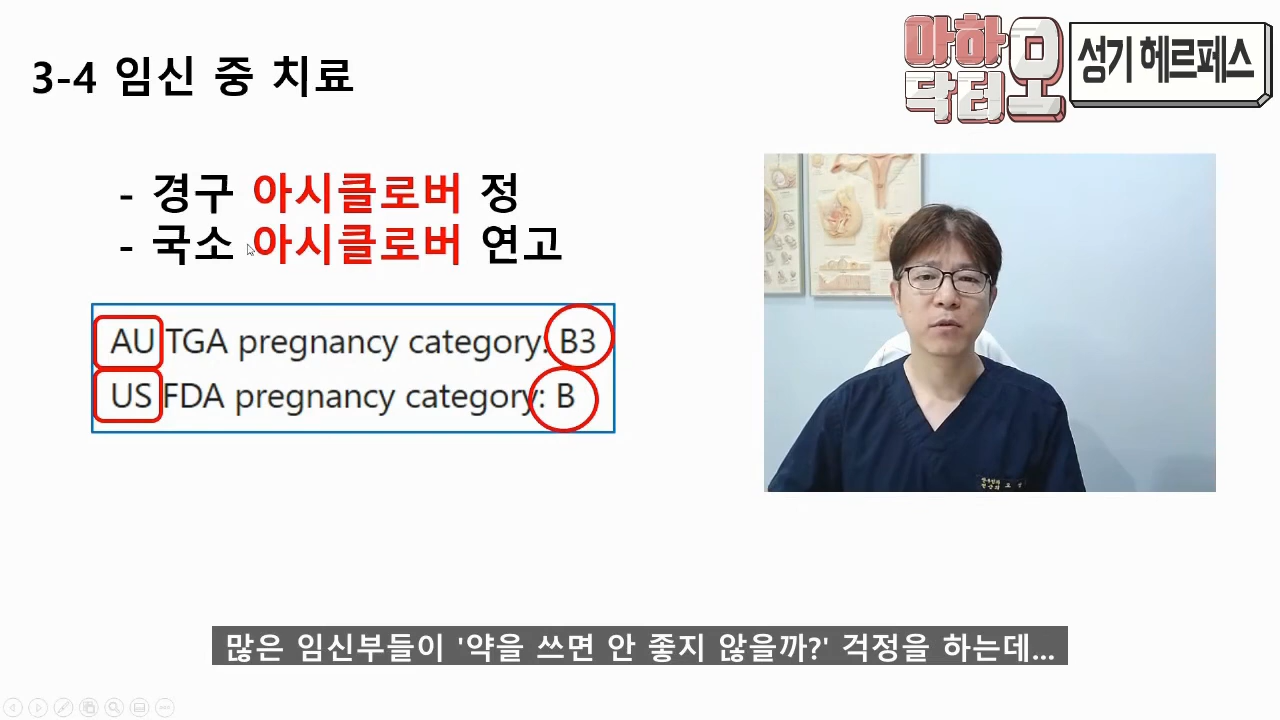 3-4 임신 중 치료
아하
닥터오
성기 헤르페스
- 경구 아시클로버 정
- 국소 아시클로버 연고
AU TGA pregnancy category: B3
US FDA pregnancy category: B
많은 임신부들이 '약을 쓰면 안 좋지 않을까?' 걱정을 하는데...